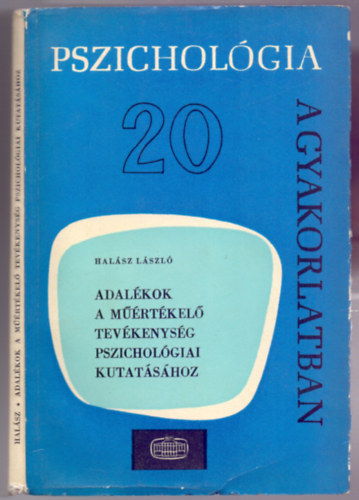 PSZICHOLÓGIA
A GYAKORLATBAN
20
HALÁSZ LÁSZLÓ
ADALÉKOK
A MŰÉRTÉKELŐ
TEVÉKENYSÉG
PSZICHOLÓGIAI
KUTATÁSÁHOZ
HALÁSZ • ADALÉKOK A MŰÉRTÉKELŐ TEVÉKENYSÉG PSZICHOLÓGIAI KUTATÁSÁHOZ